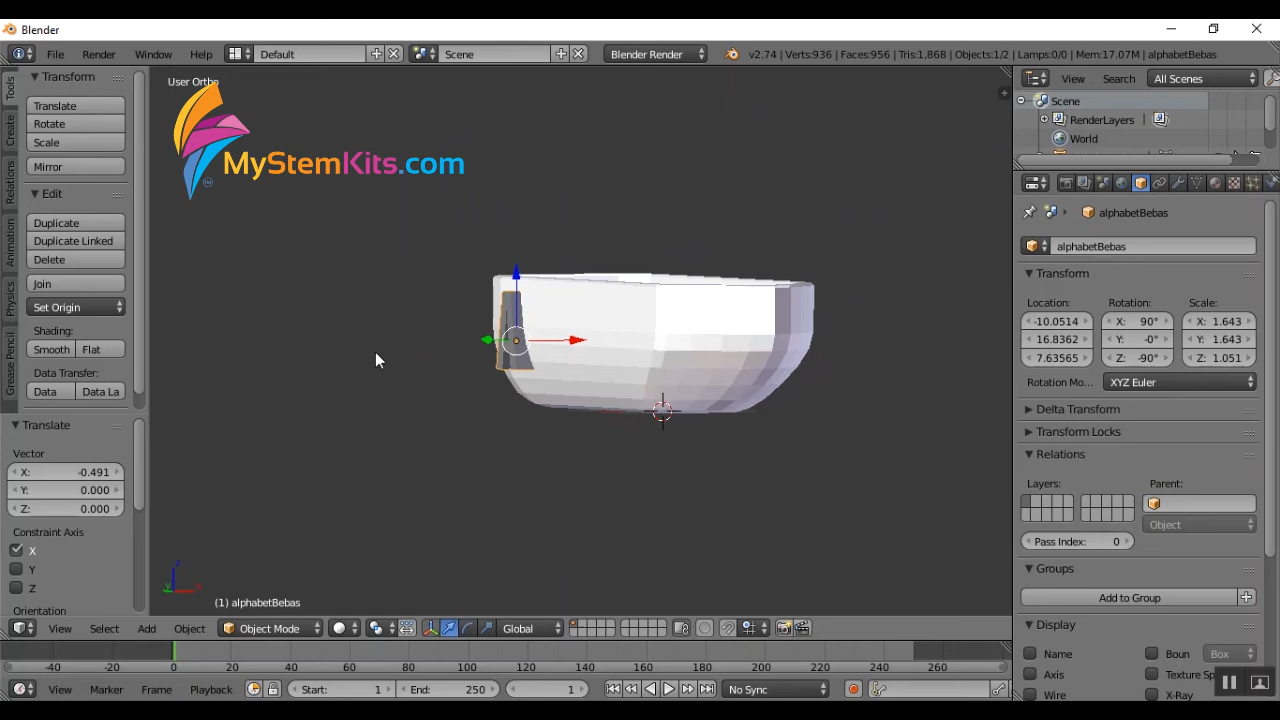 Blender
File Render Window Help Default Scene Blender Render v2.74 | Verts:936 | Faces:956 | Tris:1,868 | Objects:1/2 | Lamps:0/0 | Mem:17.07M | alphabetBebas
Tools
Create
Relations
Animation
Physics
Grease Pencil
Transform
Translate
Rotate
Scale
Mirror
Edit
Duplicate
Duplicate Linked
Delete
Join
Set Origin
Shading:
Smooth Flat
Data Transfer:
Data Data La
Translate
Vector
X: -0.491
Y: 0.000
Z: 0.000
Constraint Axis
X
Y
Z
Orientation
User Ortho
MyStemKits.com
(1) alphabetBebas
View Select Add Object Object Mode Global
-40 -20 0 20 40 60 80 100 120 140 160 180 200 220 240 260
View Marker Frame Playback Start: 1 End: 250 1 No Sync
View Search All Scenes
Scene
RenderLayers
World
alphabetBebas
alphabetBebas
Transform
Location: Rotation: Scale:
-10.0514 X: 90° X: 1.643
16.8362 Y: -0° Y: 1.643
7.63565 Z: -90° Z: 1.051
Rotation Mo... XYZ Euler
Delta Transform
Transform Locks
Relations
Layers: Parent:
Object
Pass Index: 0
Groups
Add to Group
Display
Name Boun Box
Axis Texture Sp
Wire X-Ray